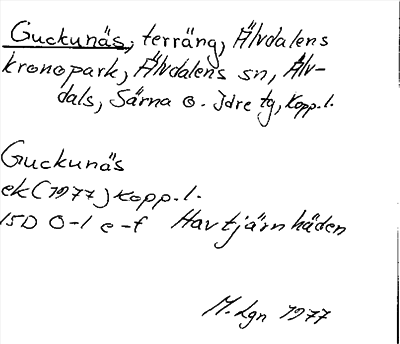 Guckunäs, terräng, Älvdalens
kronopark, Älvdalens sn, Älv-
dals, Särna o. Idre tg, Kopp.l.
Guckunäs
ek (1977) Kopp.l.
15D 0-1 e-f Havtjärnhäden
M.Lgn 1977